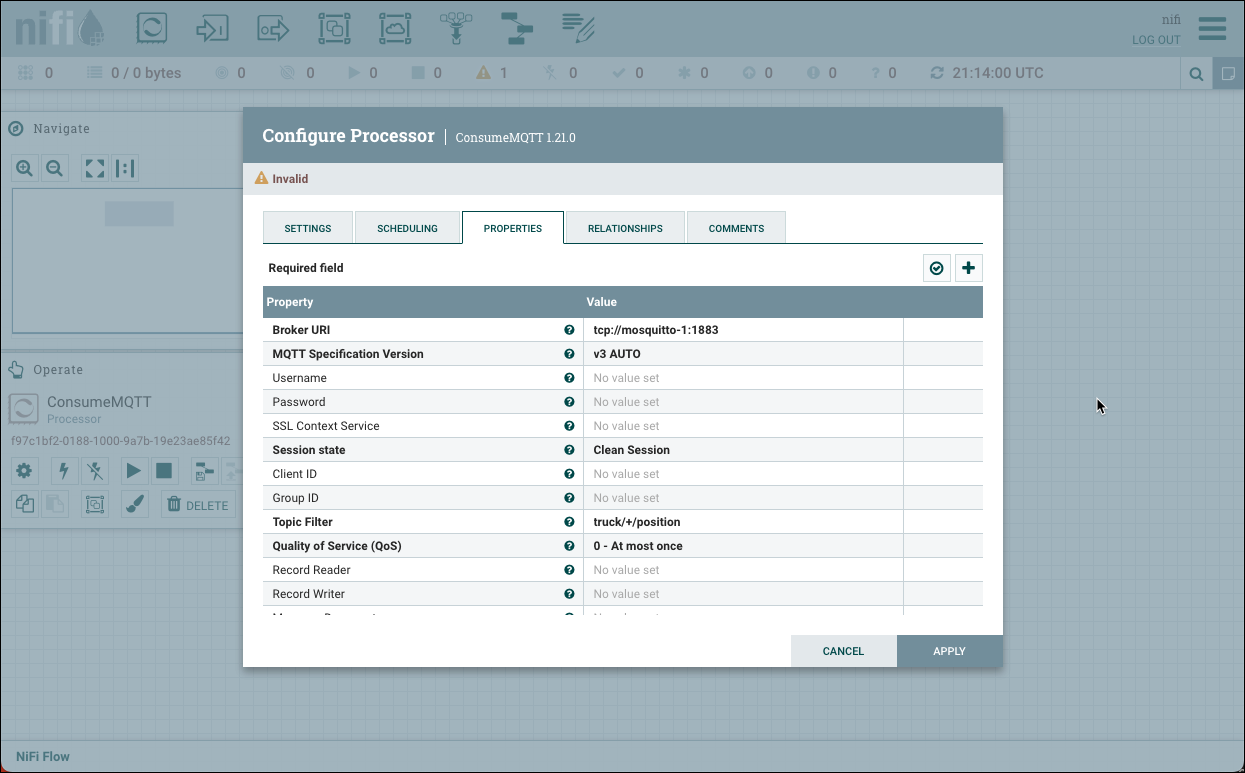 nifi
nifi
LOG OUT
0 0 / 0 bytes 0 0 0 0 1 0 0 0 0 0 0 21:14:00 UTC
Navigate
Operate
ConsumeMQTT
Processor
f97c1bf2-0188-1000-9a7b-19e23ae85f42
DELETE
Configure Processor | ConsumeMQTT 1.21.0
Invalid
SETTINGS SCHEDULING PROPERTIES RELATIONSHIPS COMMENTS
Required field
Property Value
Broker URI tcp://mosquitto-1:1883
MQTT Specification Version v3 AUTO
Username No value set
Password No value set
SSL Context Service No value set
Session state Clean Session
Client ID No value set
Group ID No value set
Topic Filter truck/+/position
Quality of Service (QoS) 0 - At most once
Record Reader No value set
Record Writer No value set
CANCEL APPLY
NiFi Flow